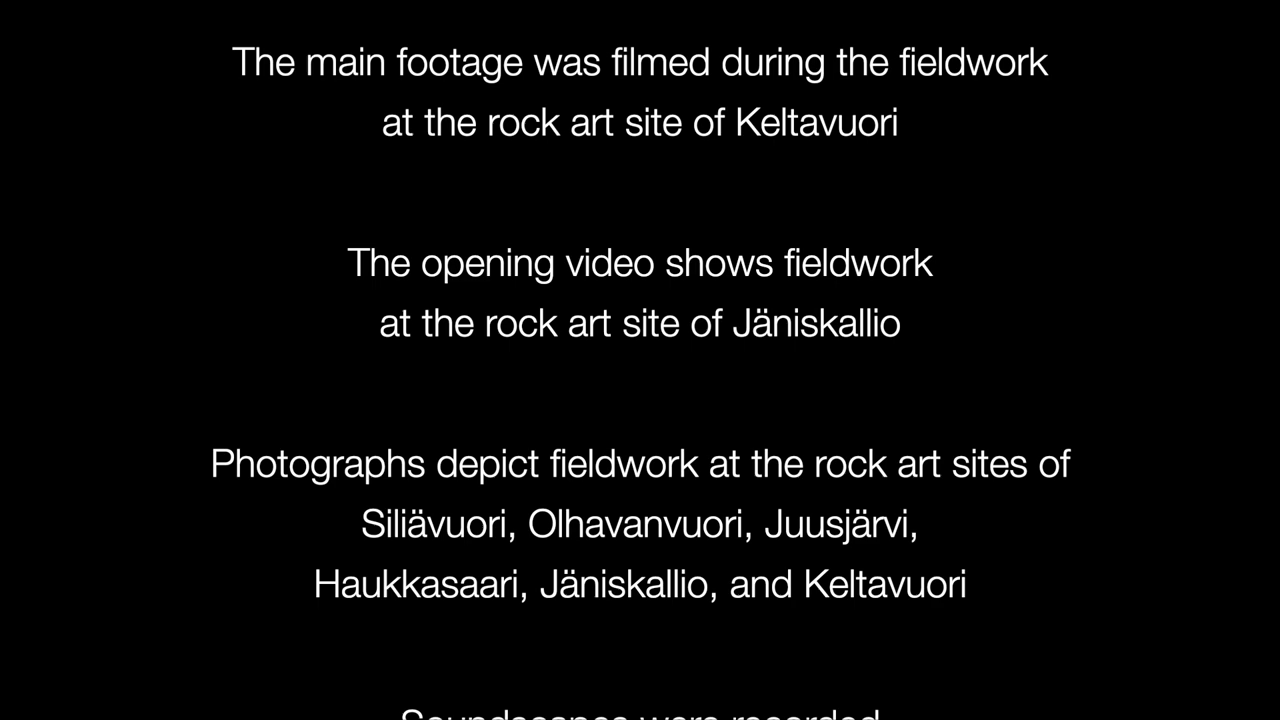 The main footage was filmed during the fieldwork
at the rock art site of Keltavuori
The opening video shows fieldwork
at the rock art site of Jäniskallio
Photographs depict fieldwork at the rock art sites of
Siliävuori, Olhavanvuori, Juusjärvi,
Haukkasaari, Jäniskallio, and Keltavuori
Soundscapes were recorded